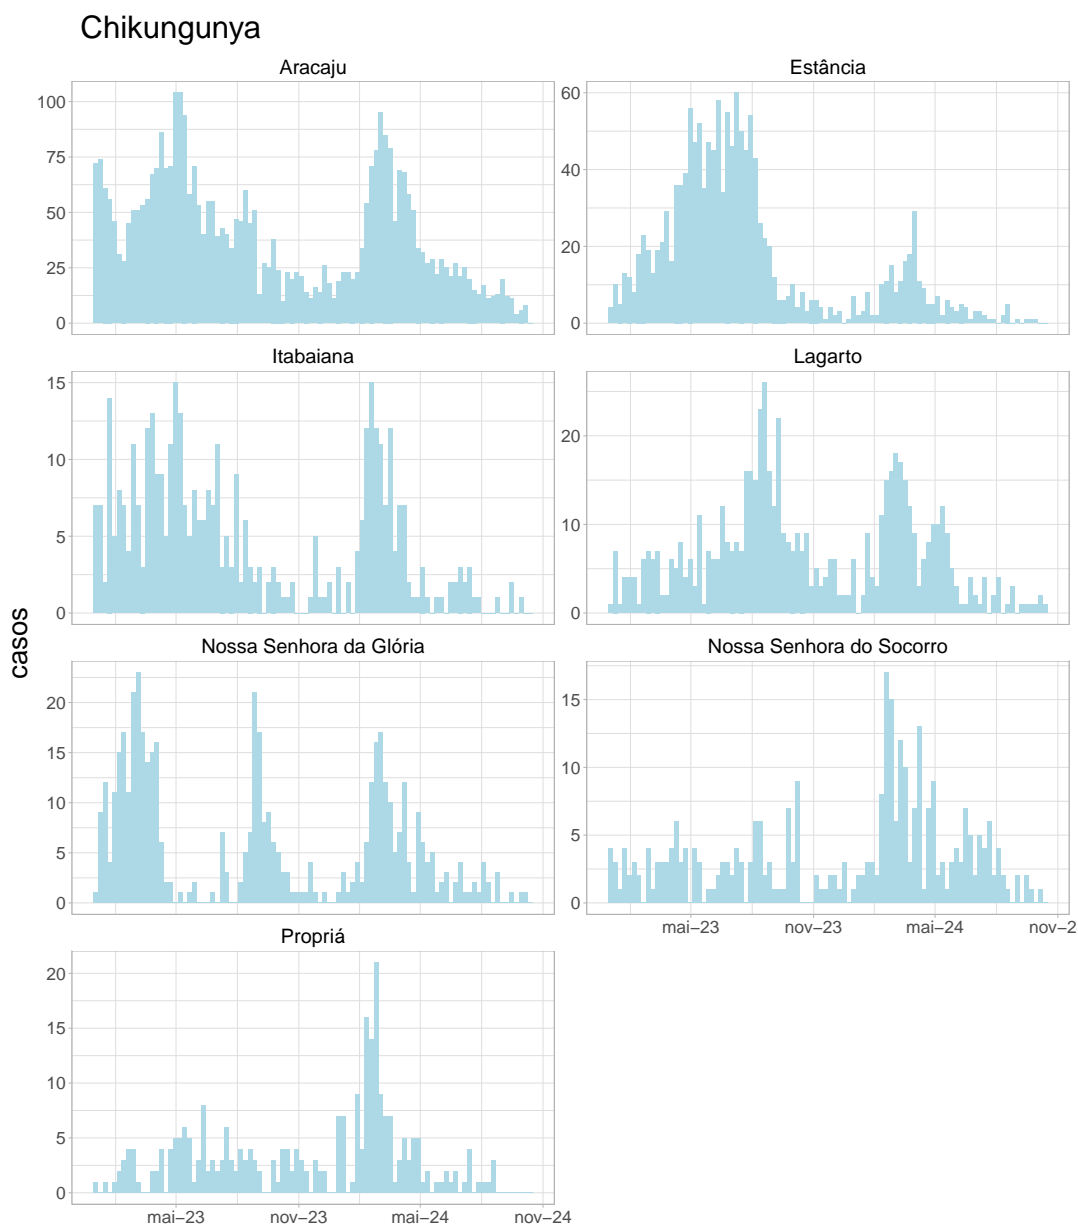 Chikungunya
Aracaju
Estância
100
75
50
25
0
60
40
20
0
Itabaiana
Lagarto
15
10
5
0
20
10
0
casos
Nossa Senhora da Glória
Nossa Senhora do Socorro
20
15
10
5
0
15
10
5
0
mai–23
nov–23
mai–24
nov–2
Propriá
20
15
10
5
0
mai–23
nov–23
mai–24
nov–24